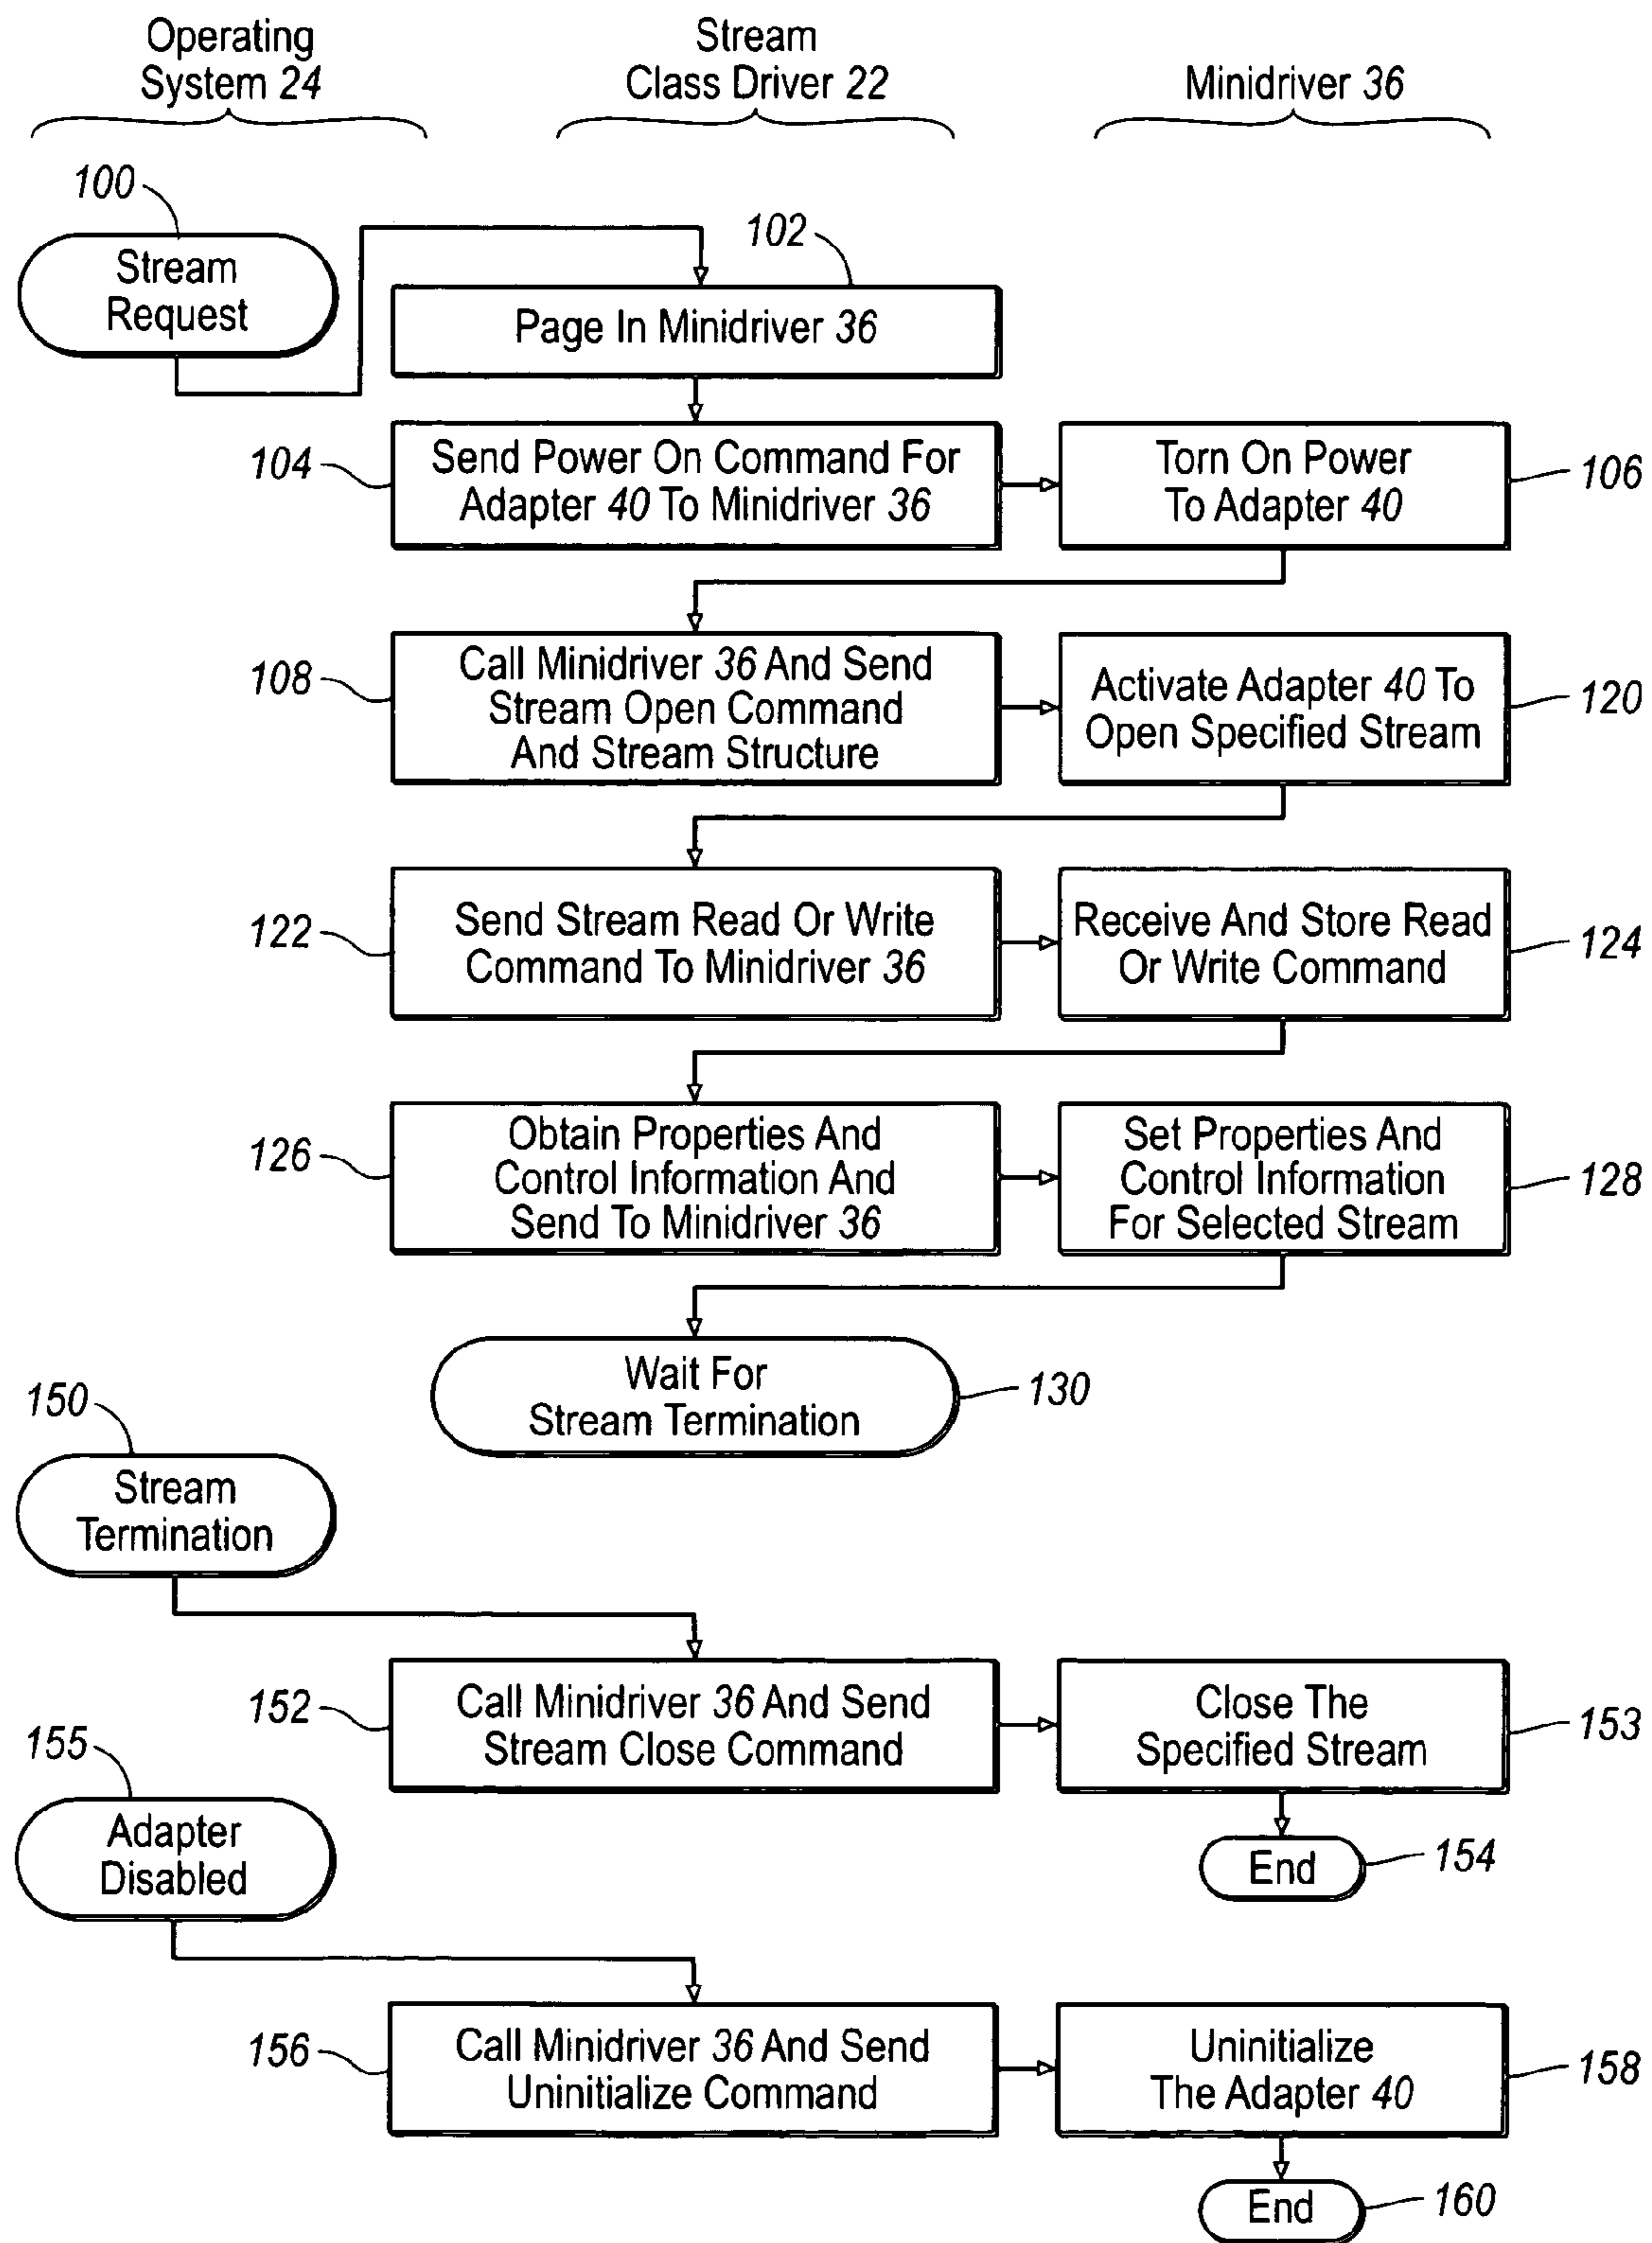 Operating
System 24
Stream
Class Driver 22
Minidriver 36
100
Stream
Request
102
Page In Minidriver 36
104
Send Power On Command For
Adapter 40 To Minidriver 36
Torn On Power
To Adapter 40
106
108
Call Minidriver 36 And Send
Stream Open Command
And Stream Structure
Activate Adapter 40 To
Open Specified Stream
120
122
Send Stream Read Or Write
Command To Minidriver 36
Receive And Store Read
Or Write Command
124
126
Obtain Properties And
Control Information And
Send To Minidriver 36
Set Properties And
Control Information
For Selected Stream
128
Wait For
Stream Termination
130
150
Stream
Termination
152
Call Minidriver 36 And Send
Stream Close Command
Close The
Specified Stream
153
End
154
155
Adapter
Disabled
156
Call Minidriver 36 And Send
Uninitialize Command
Uninitialize
The Adapter 40
158
End
160